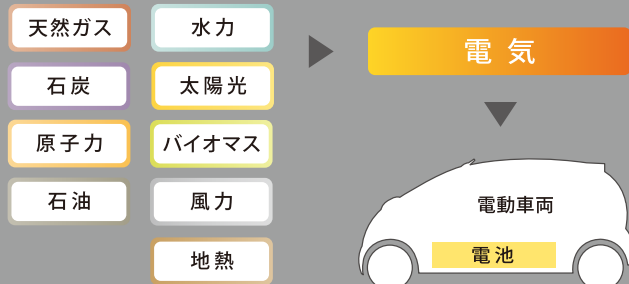 天然ガス
石炭
原子力
石油
水力
太陽光
バイオマス
風力
地熱
電気
電動車両
電池